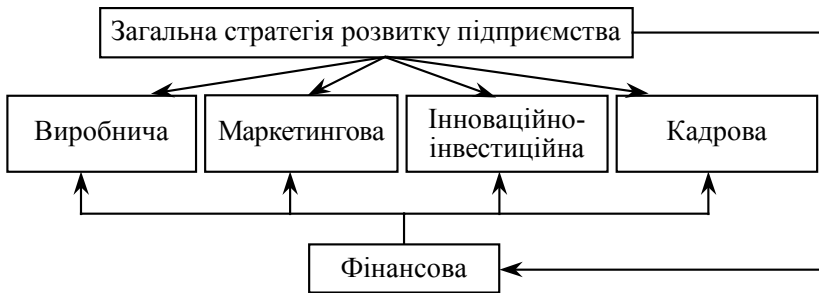 Загальна стратегія розвитку підприємства
Виробнича
Маркетингова
Інноваційно-
інвестиційна
Кадрова
Фінансова